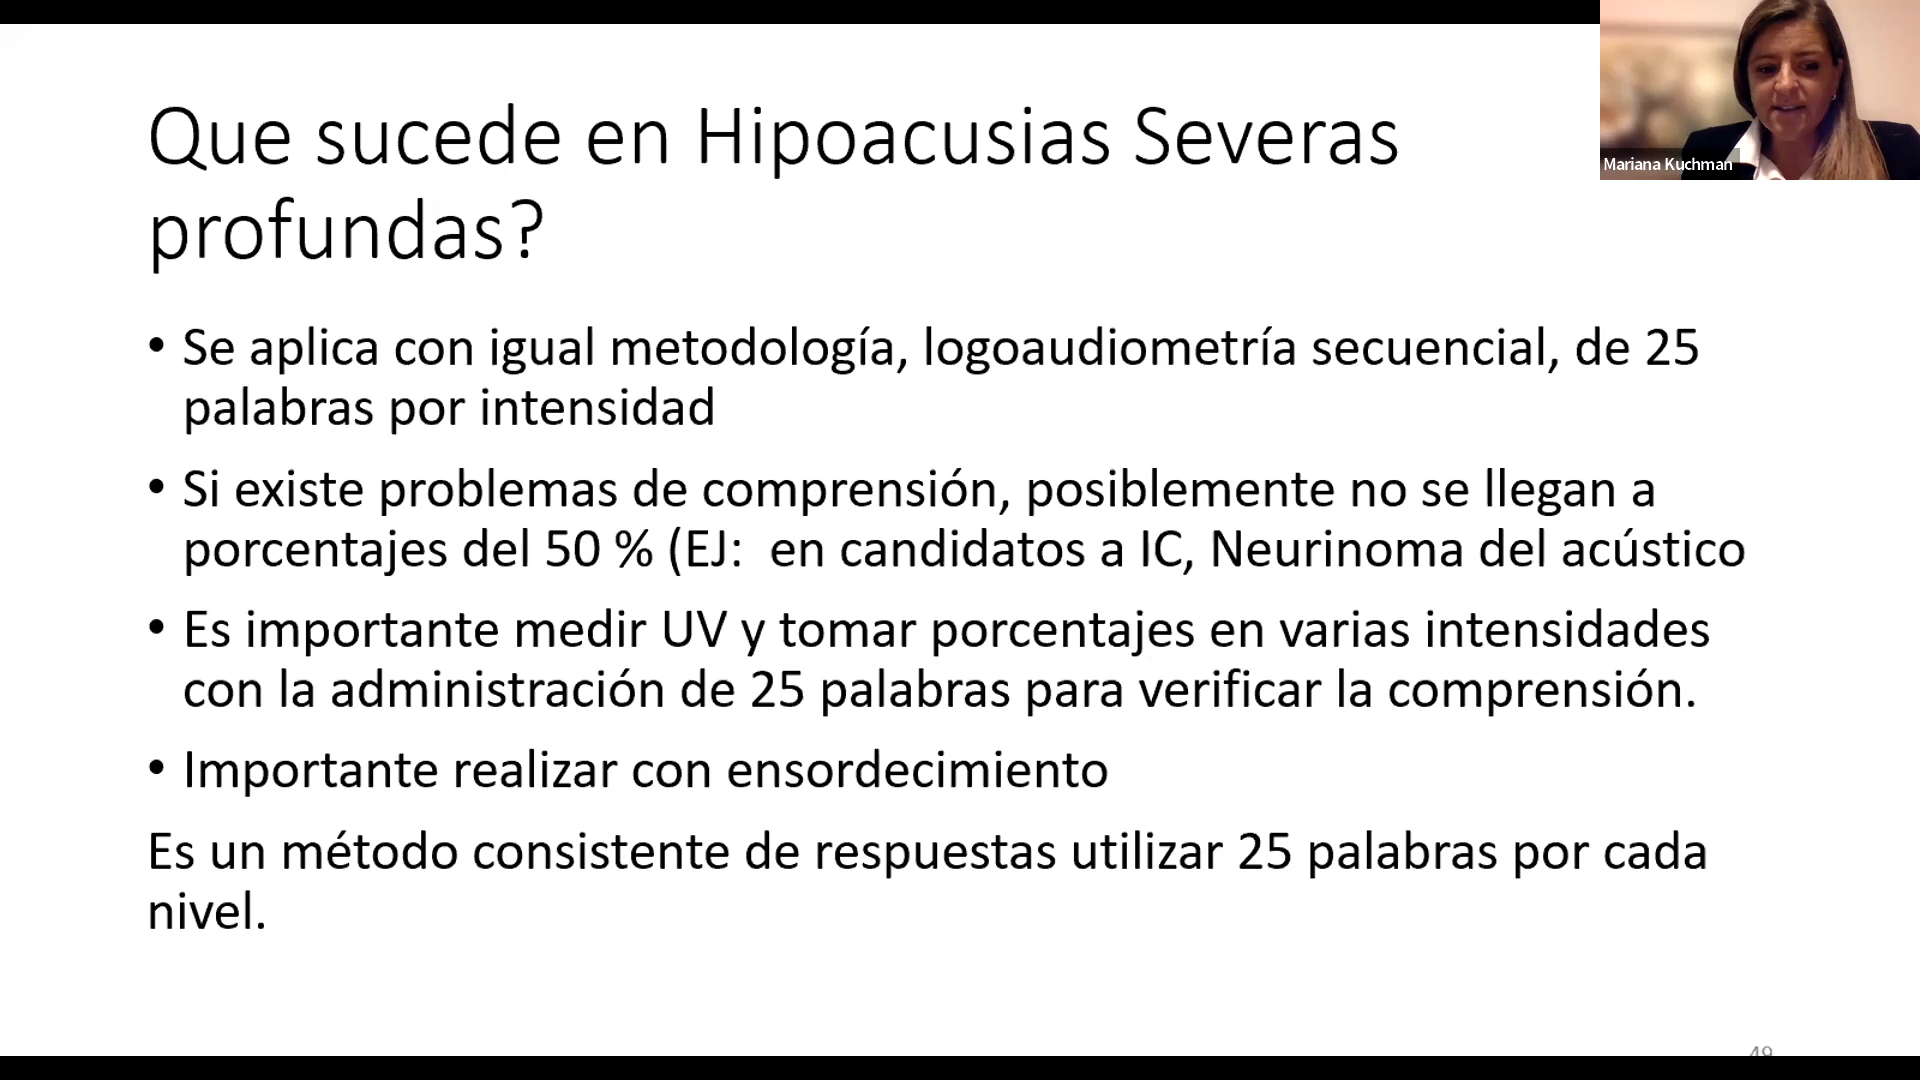 Que sucede en Hipoacusias Severas
profundas?
Mariana Kuchman
• Se aplica con igual metodología, logoaudiometría secuencial, de 25
palabras por intensidad
• Si existe problemas de comprensión, posiblemente no se llegan a
porcentajes del 50 % (EJ:  en candidatos a IC, Neurinoma del acústico
• Es importante medir UV y tomar porcentajes en varias intensidades
con la administración de 25 palabras para verificar la comprensión.
• Importante realizar con ensordecimiento
Es un método consistente de respuestas utilizar 25 palabras por cada
nivel.
49